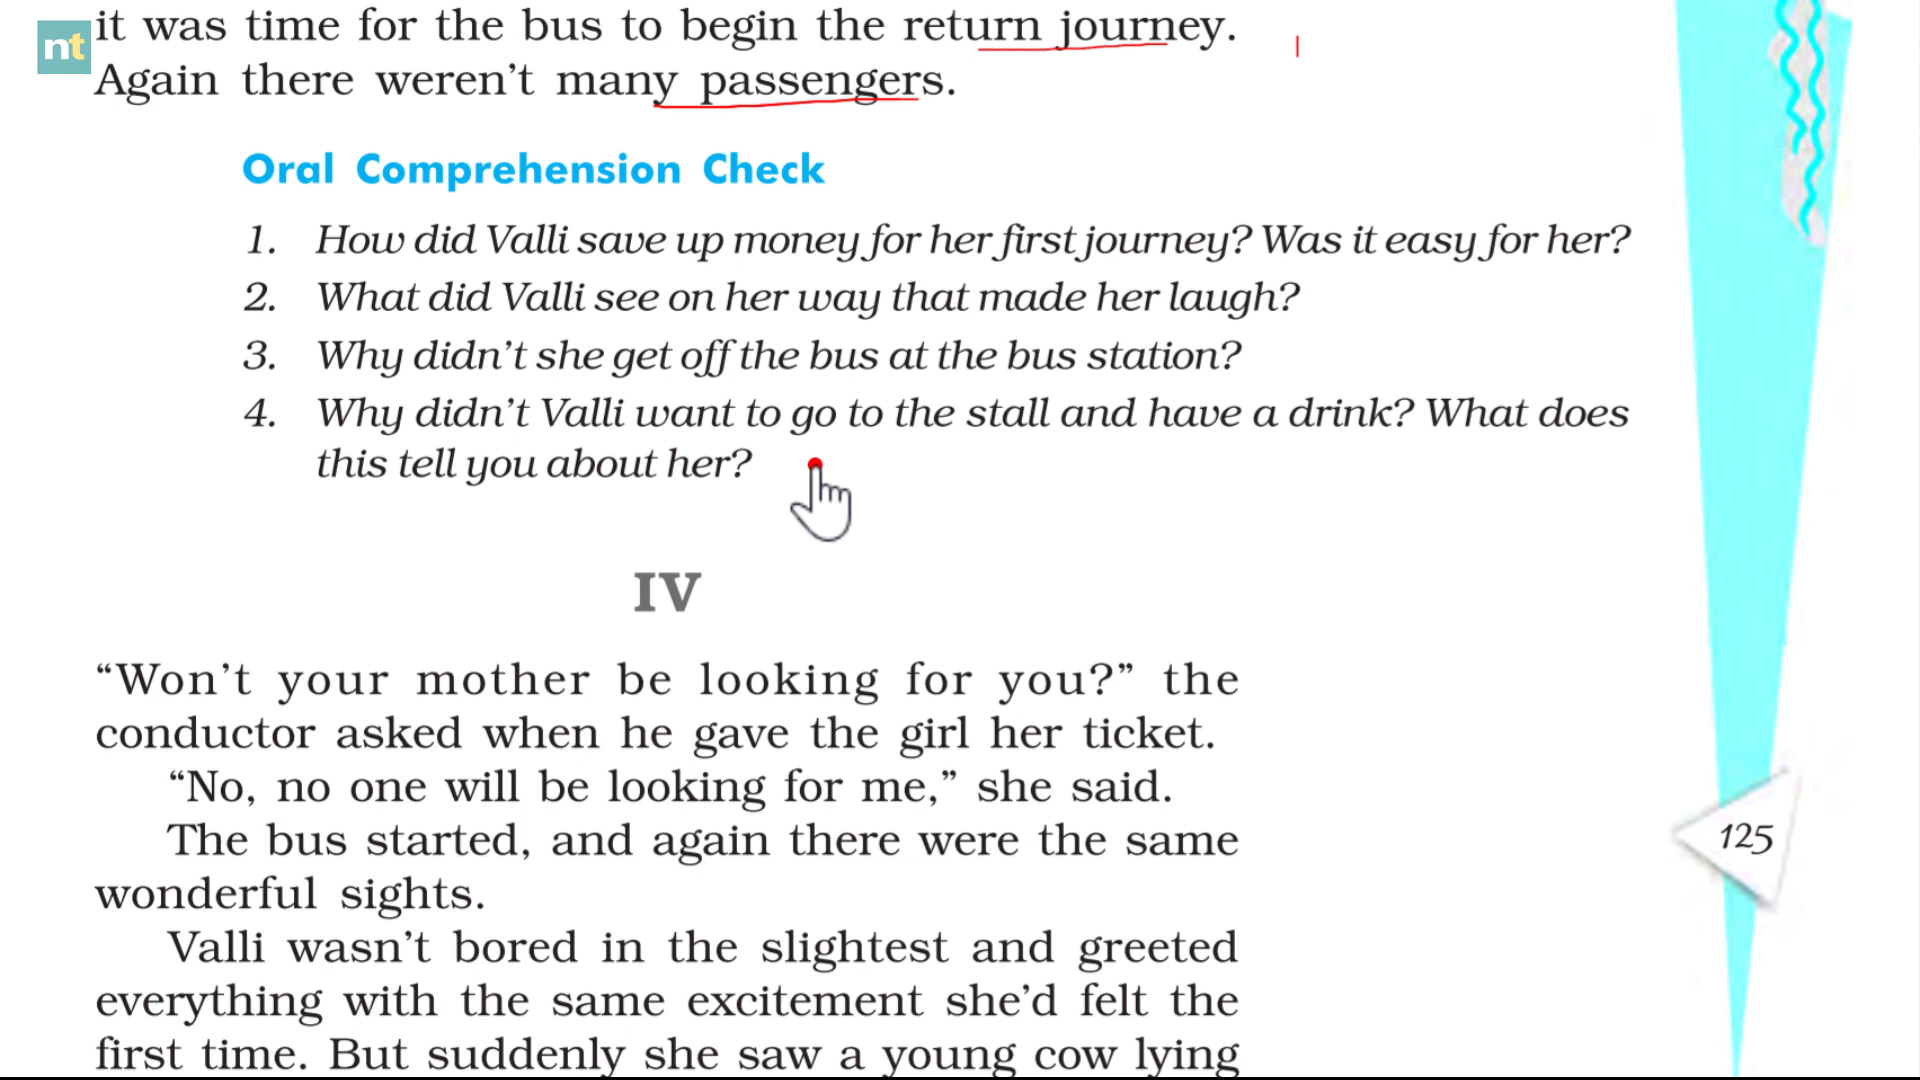 nt
it was time for the bus to begin the return journey.
Again there weren’t many passengers.
Oral Comprehension Check
1. How did Valli save up money for her first journey? Was it easy for her?
2. What did Valli see on her way that made her laugh?
3. Why didn’t she get off the bus at the bus station?
4. Why didn’t Valli want to go to the stall and have a drink? What does
this tell you about her?
IV
“Won’t your mother be looking for you?” the
conductor asked when he gave the girl her ticket.
“No, no one will be looking for me,” she said.
The bus started, and again there were the same
wonderful sights.
Valli wasn’t bored in the slightest and greeted
everything with the same excitement she’d felt the
first time. But suddenly she saw a young cow lying
125